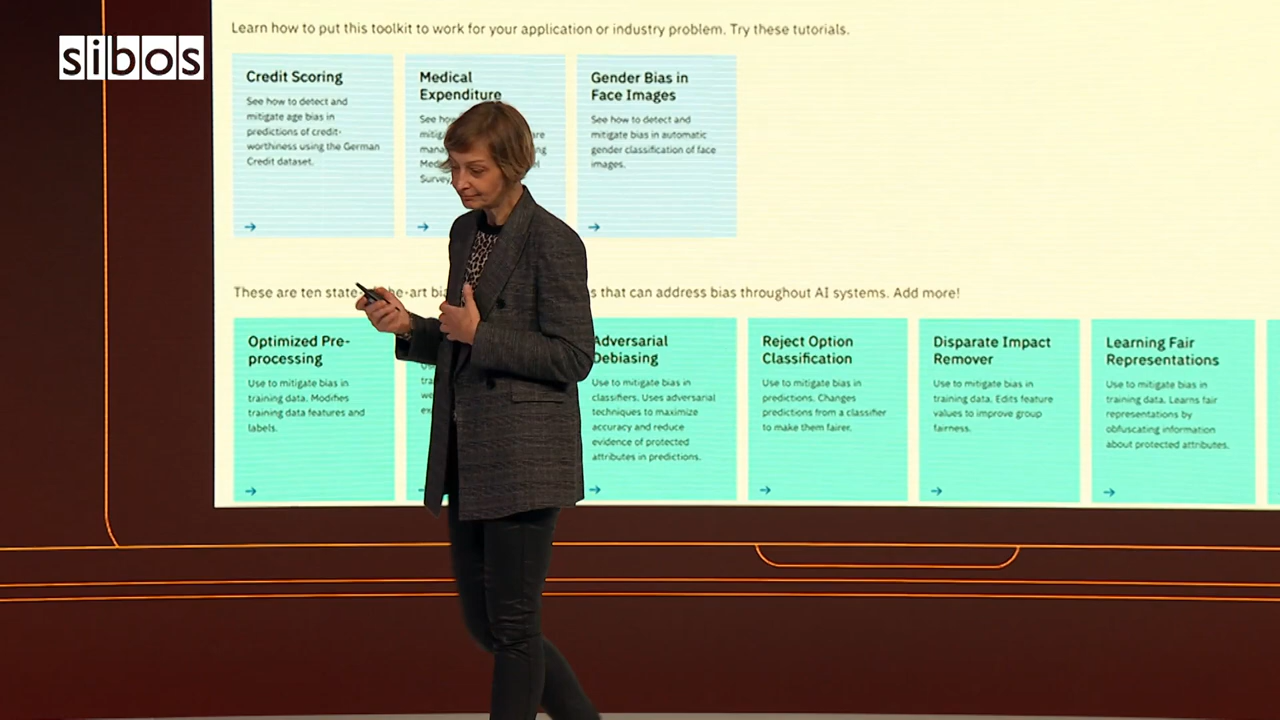 sibos
Learn how to put this toolkit to work for your application or industry problem. Try these tutorials.
Credit Scoring
See how to detect and
mitigate age bias in
predictions of credit-
worthiness using the German
Credit dataset.
Medical
Expenditure
See how
Survey,
Gender Bias in
Face Images
See how to detect and
mitigate bias in automatic
gender classification of face
images.
These are ten state- he-art bia s that can address bias throughout AI systems. Add more!
Optimized Pre-
processing
Use to mitigate bias in
training data. Modifies
training data features and
labels.
Adversarial
Debiasing
Use to mitigate bias in
classifiers. Uses adversarial
techniques to maximize
accuracy and reduce
evidence of protected
attributes in predictions.
Reject Option
Classification
Use to mitigate bias in
predictions. Changes
predictions from a classifier
to make them fairer.
Disparate Impact
Remover
Use to mitigate bias in
training data. Edits feature
values to improve group
fairness.
Learning Fair
Representations
Use to mitigate bias in
training data. Learns fair
representations by
obfuscating information
about protected attributes.